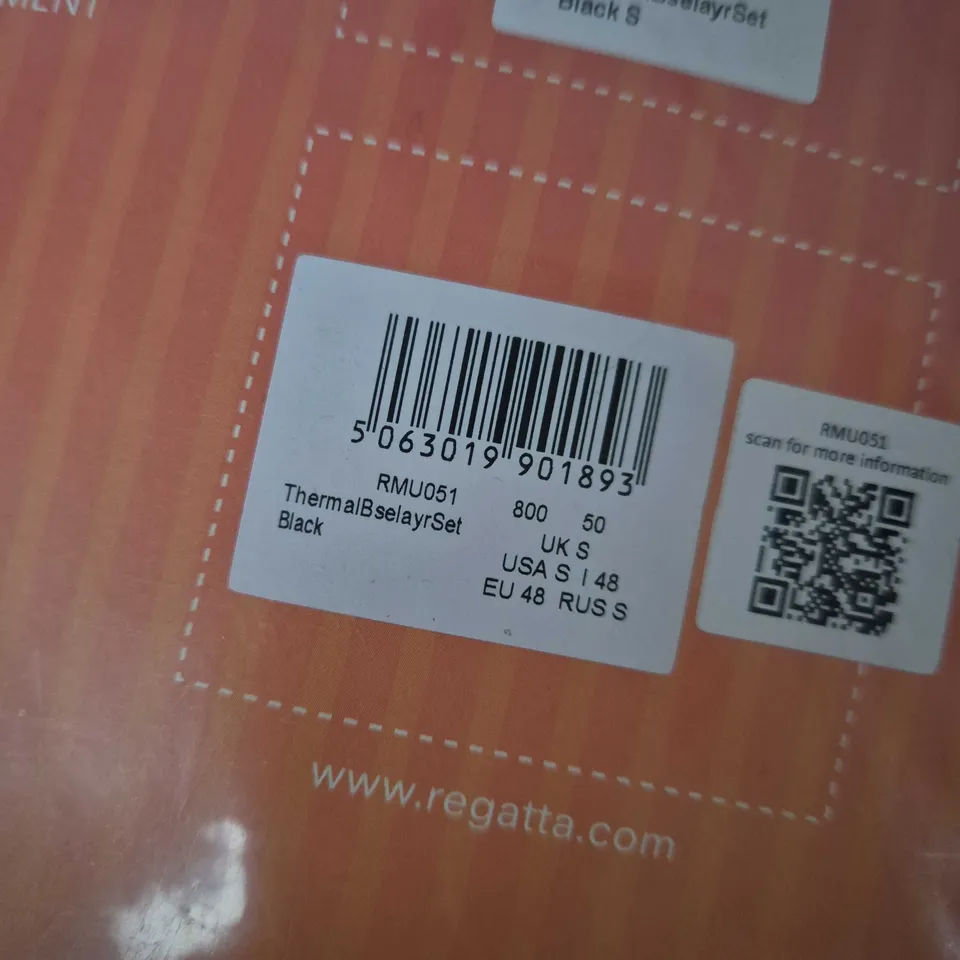 Set
Black S
5 063019 901893
RMU051
ThermalBselayrSet
Black
800 50
UK S
USA S I 48
EU 48 RUS S
RMU051
scan for more information
www.regatta.com